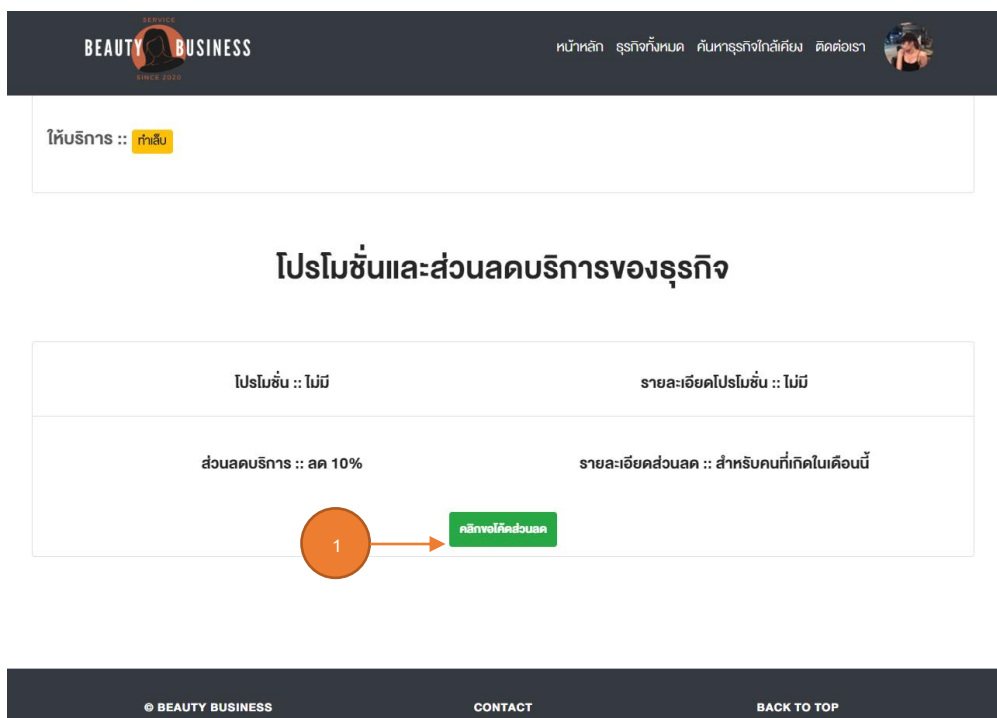 SERVICE
BEAUTY BUSINESS
SINCE 2020
หน้าหลัก ธุรกิจทั้งหมด ค้นหาธุรกิจใกล้เคียง ติดต่อเรา
ให้บริการ :: ทำเล็บ
โปรโมชั่นและส่วนลดบริการของธุรกิจ
โปรโมชั่น :: ไม่มี รายละเอียดโปรโมชั่น :: ไม่มี
ส่วนลดบริการ :: ลด 10% รายละเอียดส่วนลด :: สำหรับคนที่เกิดในเดือนนี้
คลิกขอโค๊ดส่วนลด
1
© BEAUTY BUSINESS CONTACT BACK TO TOP